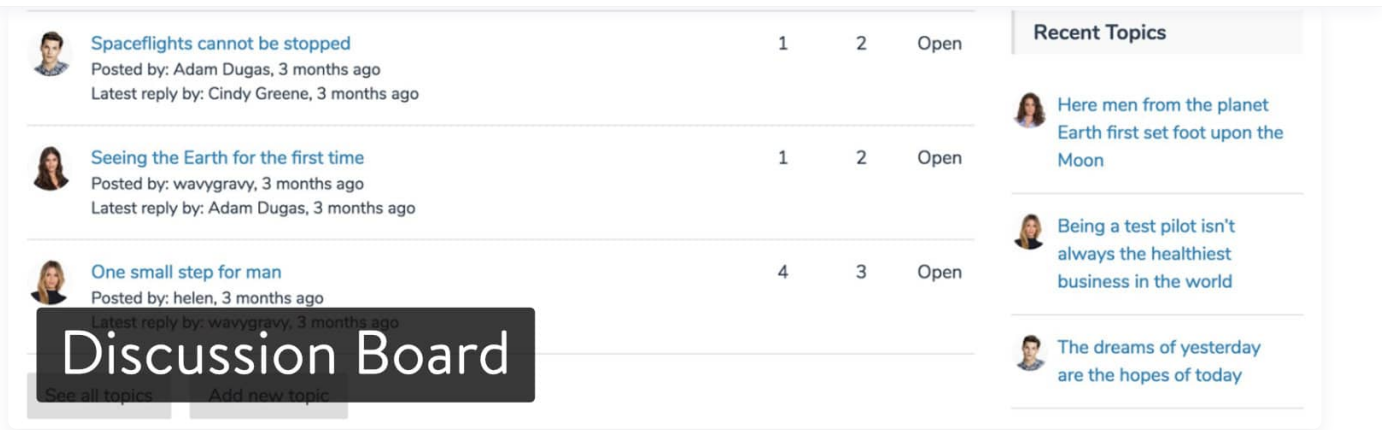 Spaceflights cannot be stopped 1 2 Open
Posted by: Adam Dugas, 3 months ago
Latest reply by: Cindy Greene, 3 months ago
Seeing the Earth for the first time 1 2 Open
Posted by: wavygravy, 3 months ago
Latest reply by: Adam Dugas, 3 months ago
One small step for man 4 3 Open
Posted by: helen, 3 months ago
Latest reply by: wavygravy, 3 months ago
Discussion Board
See all topics Add new topic
Recent Topics
Here men from the planet
Earth first set foot upon the
Moon
Being a test pilot isn't
always the healthiest
business in the world
The dreams of yesterday
are the hopes of today